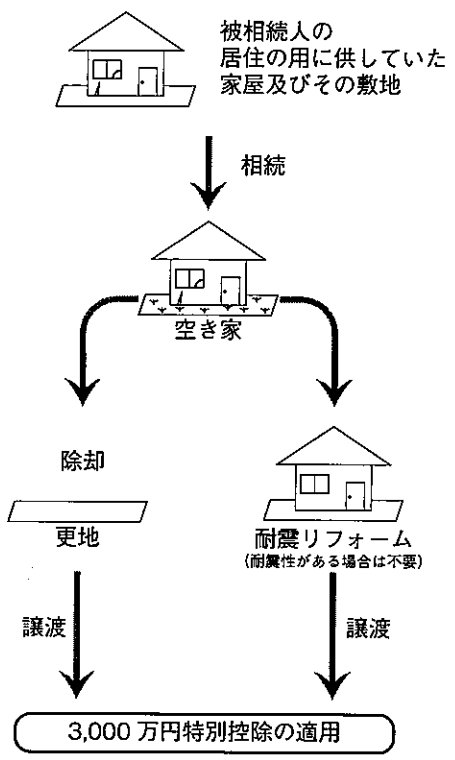 被相続人の
居住の用に供していた
家屋及びその敷地
相続
空き家
除却
更地
耐震リフォーム
(耐震性がある場合は不要)
譲渡
譲渡
3,000 万円特別控除の適用